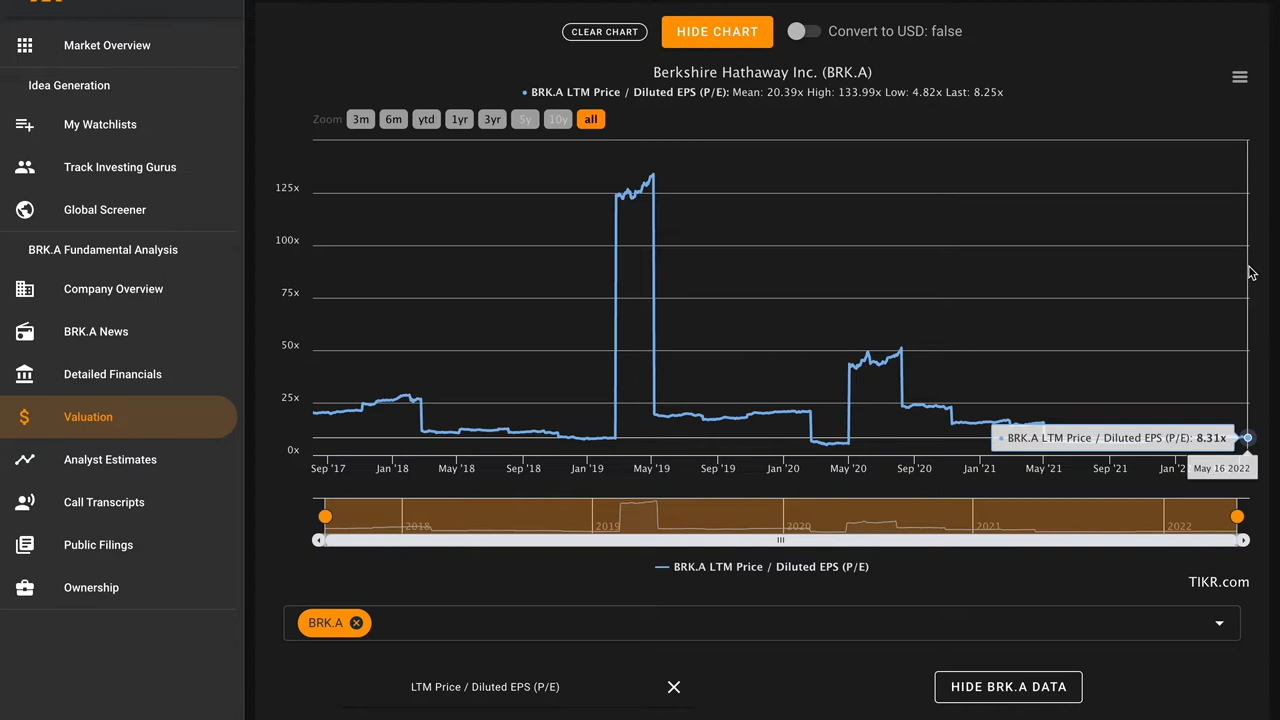 Market Overview
Idea Generation
My Watchlists
Track Investing Gurus
Global Screener
BRK.A Fundamental Analysis
Company Overview
BRK.A News
Detailed Financials
Valuation
Analyst Estimates
Call Transcripts
Public Filings
Ownership
CLEAR CHART
HIDE CHART
Convert to USD: false
Berkshire Hathaway Inc. (BRK.A)
BRK.A LTM Price / Diluted EPS (P/E): Mean: 20.39x High: 133.99x Low: 4.82x Last: 8.25x
Zoom 3m 6m ytd 1yr 3yr 5y 10y all
125x
100x
75x
50x
25x
0x
BRK.A LTM Price / Diluted EPS (P/E): 8.31x
Sep '17 Jan '18 May '18 Sep '18 Jan '19 May '19 Sep '19 Jan '20 May '20 Sep '20 Jan '21 May '21 Sep '21 Jan '2
May 16 2022
2018 2019 2020 2021 2022
BRK.A LTM Price / Diluted EPS (P/E)
TIKR.com
BRK.A
LTM Price / Diluted EPS (P/E)
HIDE BRK.A DATA